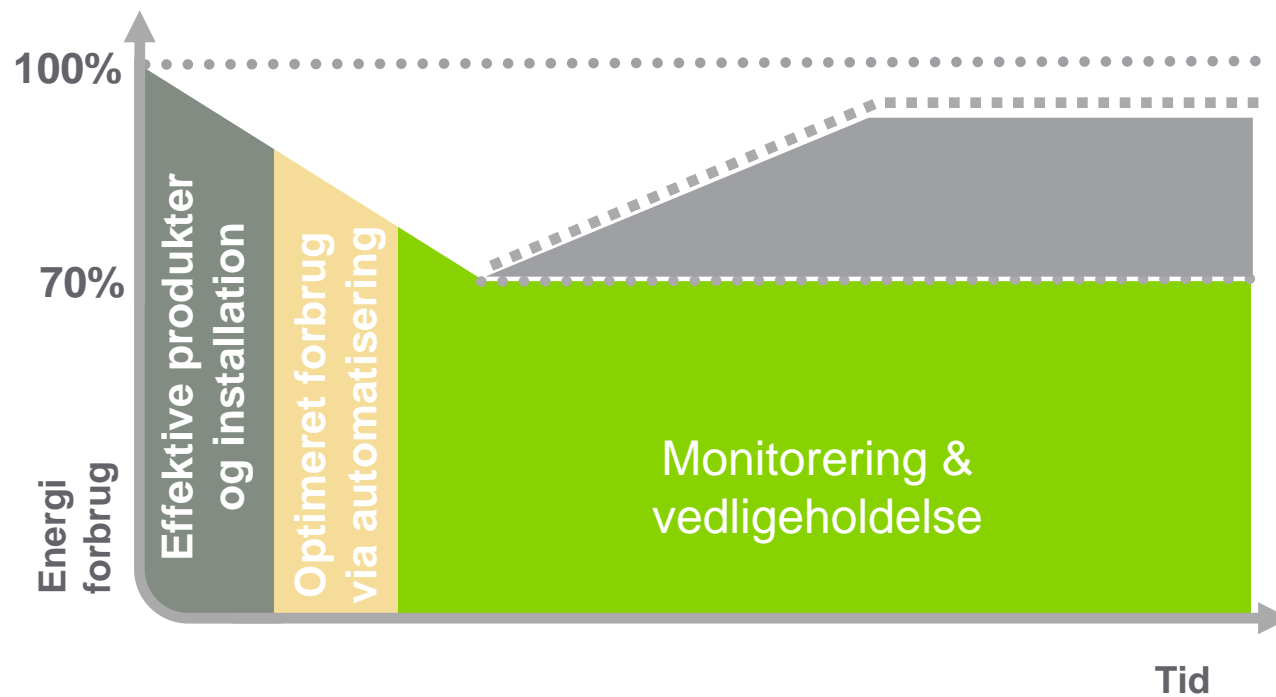 100%
70%
Energi
forbrug
Effektive produkter
og installation
Optimeret forbrug
via automatisering
Monitorering &
vedligeholdelse
Tid